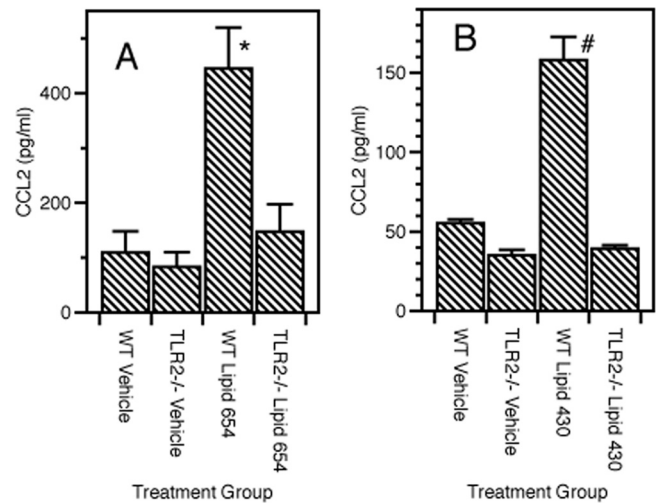 A
*
CCL2 (pg/ml)
400
200
0
WT Vehicle
TLR2-/- Vehicle
WT Lipid 654
TLR2-/- Lipid 654
Treatment Group
B
#
CCL2 (pg/ml)
150
100
50
0
WT Vehicle
TLR2-/- Vehicle
WT Lipid 430
TLR2-/- Lipid 430
Treatment Group